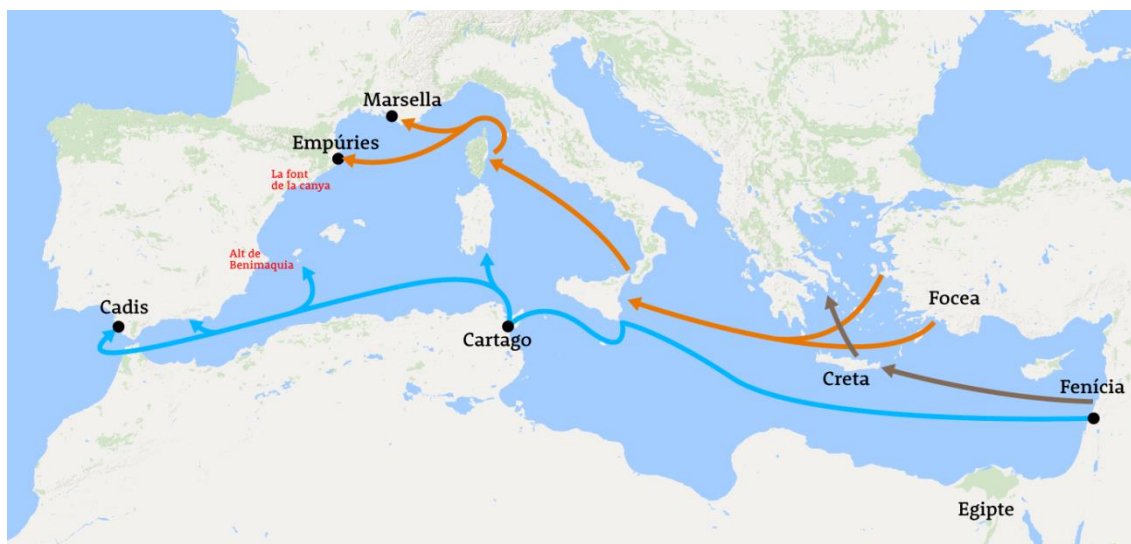 Marsella
Empúries
La font
de la canya
Alt de
Benimaquia
Cadis
Cartago
Focea
Creta
Fenícia
Egipte